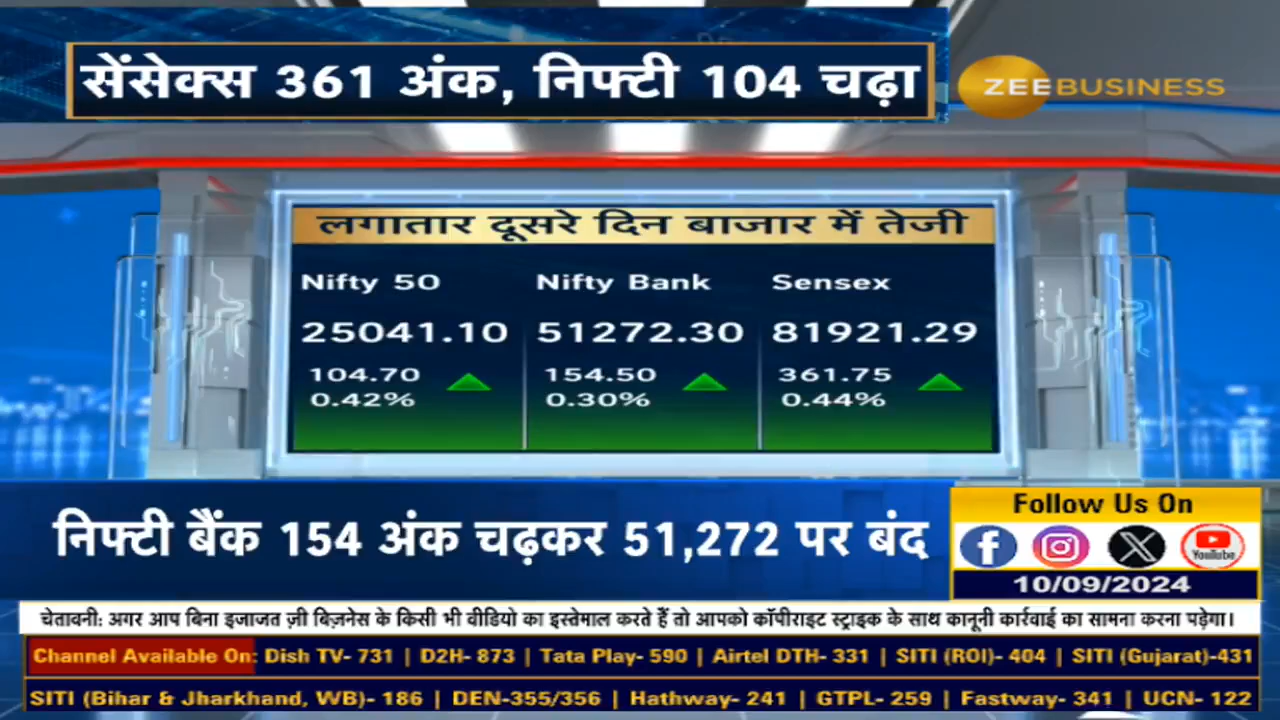 सेंसेक्स 361 अंक, निफ्टी 104 चढ़ा
ZEEBUSINESS
लगातार दूसरे दिन बाजार में तेजी
Nifty 50 Nifty Bank Sensex
25041.10 51272.30 81921.29
104.70 154.50 361.75
0.42% 0.30% 0.44%
निफ्टी बैंक 154 अंक चढ़कर 51,272 पर बंद
Follow Us On
YouTube
10/09/2024
चेतावनी: अगर आप बिना इजाजत ज़ी बिज़नेस के किसी भी वीडियो का इस्तेमाल करते हैं तो आपको कॉपीराइट स्ट्राइक के साथ कानूनी कार्रवाई का सामना करना पड़ेगा।
Channel Available On: Dish TV- 731 | D2H- 873 | Tata Play- 590 | Airtel DTH- 331 | SITI (ROI)- 404 | SITI (Gujarat)-431
SITI (Bihar & Jharkhand, WB)- 186 | DEN-355/356 | Hathway- 241 | GTPL- 259 | Fastway- 341 | UCN- 122